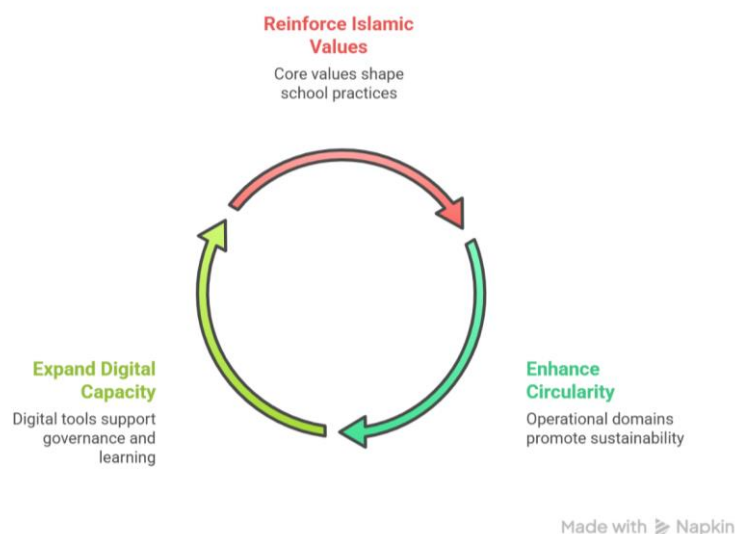 Reinforce Islamic
Values
Core values shape
school practices
Enhance
Circularity
Operational domains
promote sustainability
Expand Digital
Capacity
Digital tools support
governance and
learning
Made with Napkin